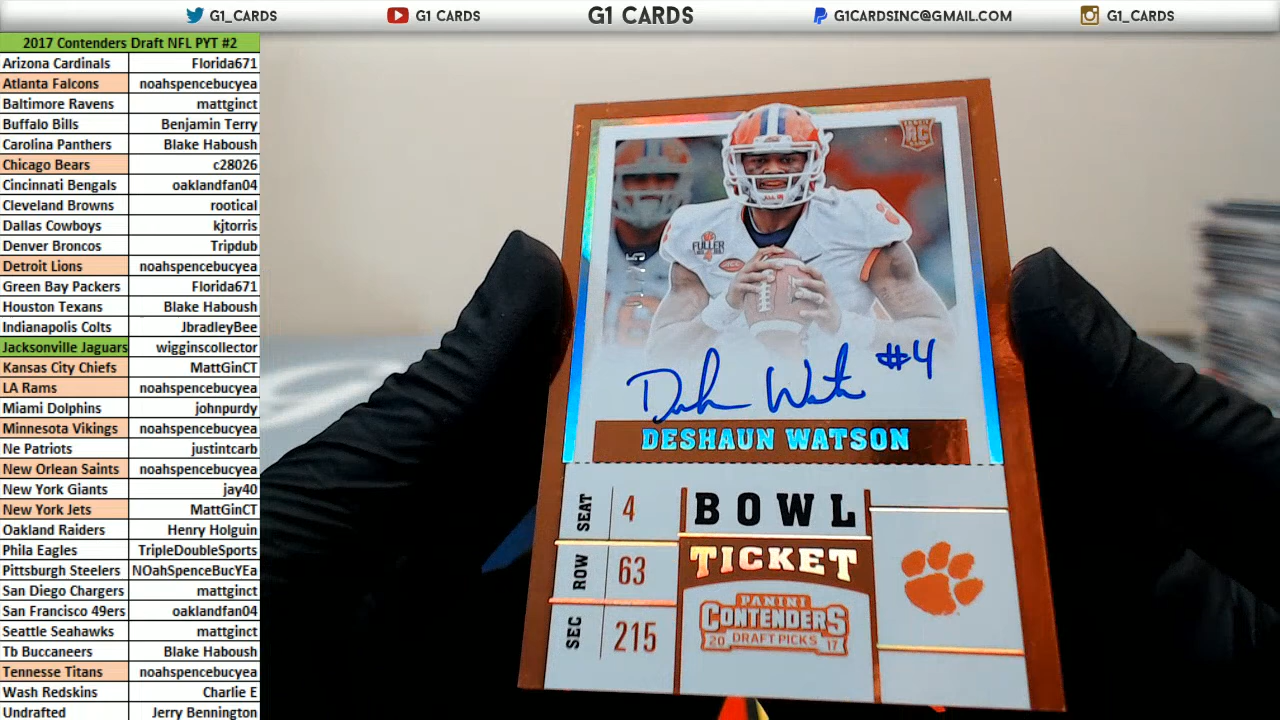 G1_CARDS G1 CARDS G1 CARDS G1CARDSINC@GMAIL.COM G1_CARDS
2017 Contenders Draft NFL PYT #2
Arizona Cardinals Florida671
Atlanta Falcons noahspencebucyea
Baltimore Ravens mattginct
Buffalo Bills Benjamin Terry
Carolina Panthers Blake Haboush
Chicago Bears c28026
Cincinnati Bengals oaklandfan04
Cleveland Browns rootical
Dallas Cowboys kjtorris
Denver Broncos Tripdub
Detroit Lions noahspencebucyea
Green Bay Packers Florida671
Houston Texans Blake Haboush
Indianapolis Colts JbradleyBee
Jacksonville Jaguars wigginscollector
Kansas City Chiefs MattGinCT
LA Rams noahspencebucyea
Miami Dolphins johnpurdy
Minnesota Vikings noahspencebucyea
Ne Patriots justintcarb
New Orlean Saints noahspencebucyea
New York Giants jay40
New York Jets MattGinCT
Oakland Raiders Henry Holguin
Phila Eagles TripleDoubleSports
Pittsburgh Steelers NOahSpenceBucYEa
San Diego Chargers mattginct
San Francisco 49ers oaklandfan04
Seattle Seahawks mattginct
Tb Buccaneers Blake Haboush
Tennesse Titans noahspencebucyea
Wash Redskins Charlie E
Undrafted Jerry Bennington
RC
FULLER
#4
DESHAUN WATSON
SEAT 4
ROW 63
SEC 215
BOWL
TICKET
PANINI
CONTENDERS
20 DRAFT PICKS 17